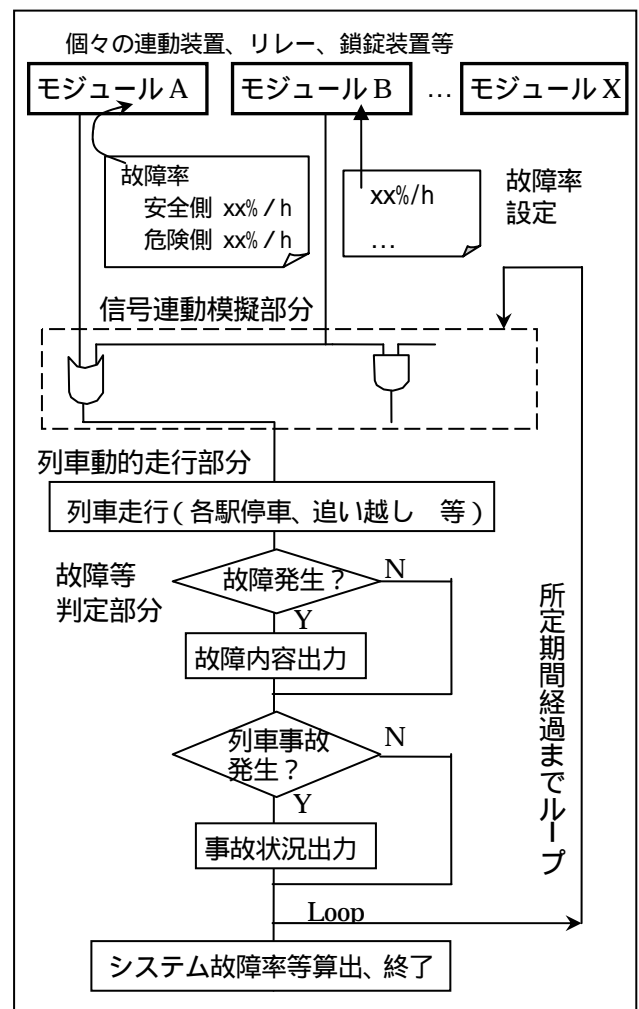 個々の連動装置、リレー、鎖錠装置等
モジュール A
モジュール B
…
モジュール X
故障率
安全側 xx%/h
危険側 xx%/h
xx%/h
…
故障率
設定
信号連動模擬部分
列車動的走行部分
列車走行(各駅停車、追い越し 等)
故障等
判定部分
故障発生?
N
Y
故障内容出力
列車事故
発生?
N
Y
事故状況出力
所定期間経過までループ
Loop
システム故障率等算出、終了